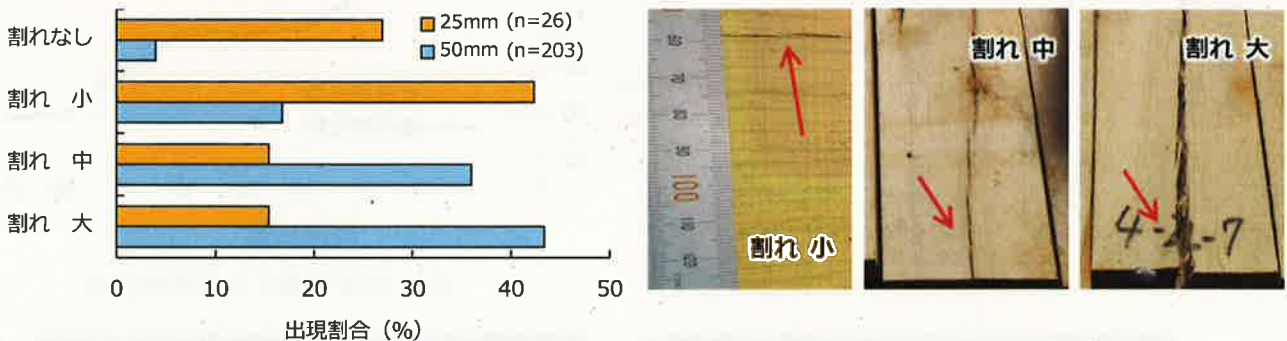 割れなし
割れ 小
割れ 中
割れ 大
25mm (n=26)
50mm (n=203)
0 10 20 30 40 50
出現割合（%）
割れ 小
100
割れ 中
割れ 大
4-2-7